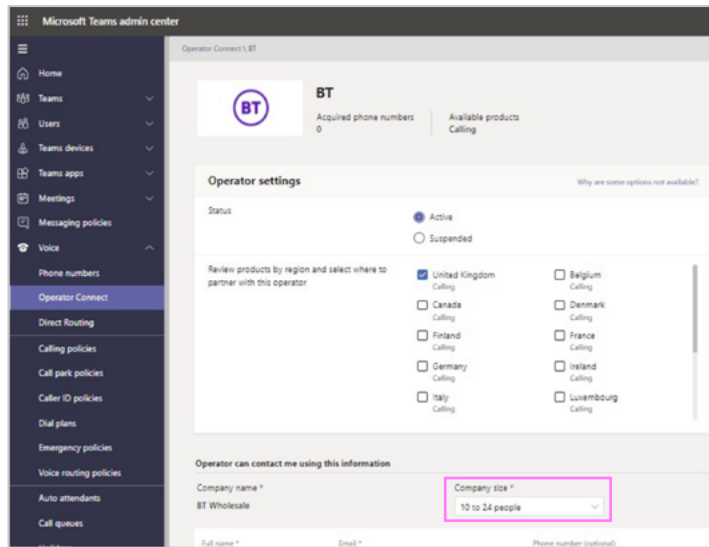 Microsoft Teams admin center
Home
Teams
Users
Teams devices
Teams apps
Meetings
Messaging policies
Voice
Phone numbers
Operator Connect
Direct Routing
Calling policies
Call park policies
Caller ID policies
Dial plans
Emergency policies
Voice routing policies
Auto attendants
Call queues
Operator Connect \ BT
BT
BT
Acquired phone numbers
0
Available products
Calling
Operator settings
Why are some options not available?
Status
Active
Suspended
Review products by region and select where to
partner with this operator
United Kingdom
Calling
Belgium
Calling
Canada
Calling
Denmark
Calling
Finland
Calling
France
Calling
Germany
Calling
Ireland
Calling
Italy
Calling
Luxembourg
Calling
Operator can contact me using this information
Company name *
BT Wholesale
Company size *
10 to 24 people
Full name *
Email *
Phone number (optional)